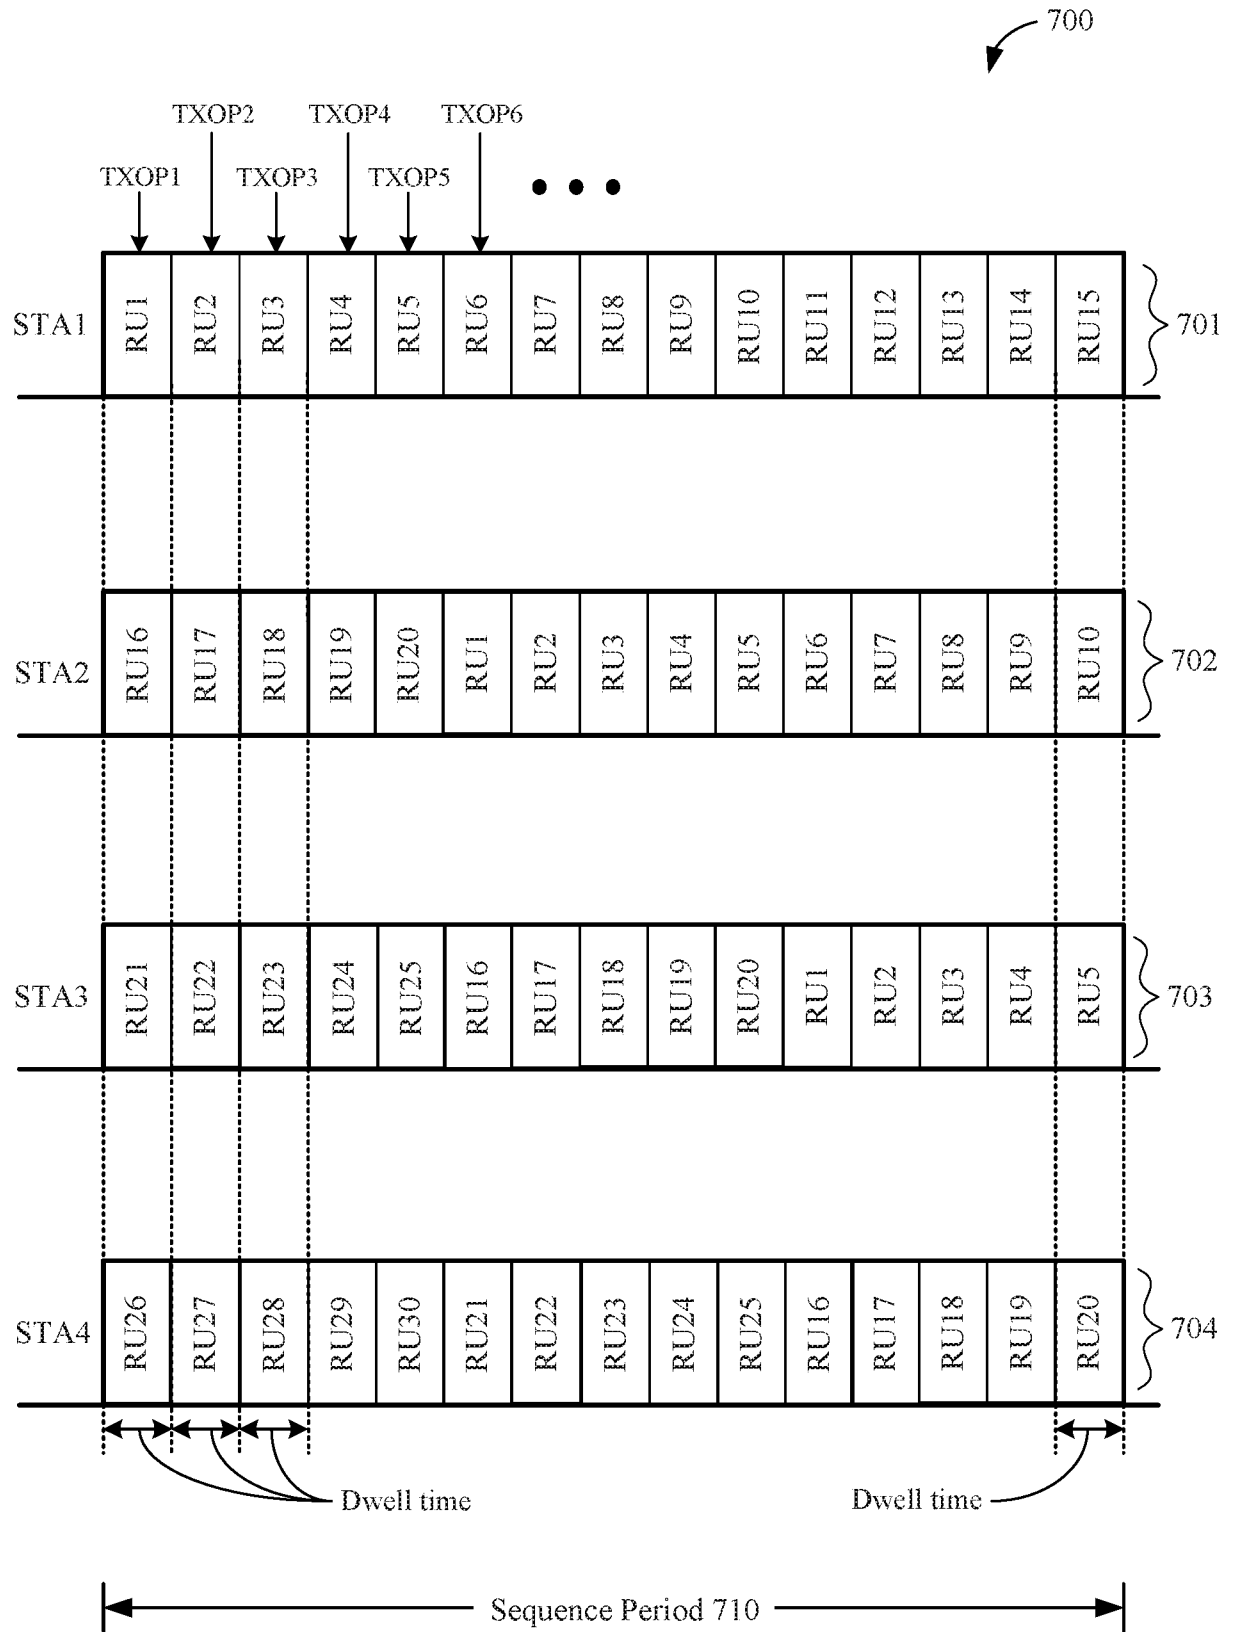 700
TXOP2 TXOP4 TXOP6
TXOP1 TXOP3 TXOP5
STA1 RU1 RU2 RU3 RU4 RU5 RU6 RU7 RU8 RU9 RU10 RU11 RU12 RU13 RU14 RU15 701
STA2 RU16 RU17 RU18 RU19 RU20 RU1 RU2 RU3 RU4 RU5 RU6 RU7 RU8 RU9 RU10 702
STA3 RU21 RU22 RU23 RU24 RU25 RU16 RU17 RU18 RU19 RU20 RU1 RU2 RU3 RU4 RU5 703
STA4 RU26 RU27 RU28 RU29 RU30 RU21 RU22 RU23 RU24 RU25 RU16 RU17 RU18 RU19 RU20 704
Dwell time Dwell time
Sequence Period 710